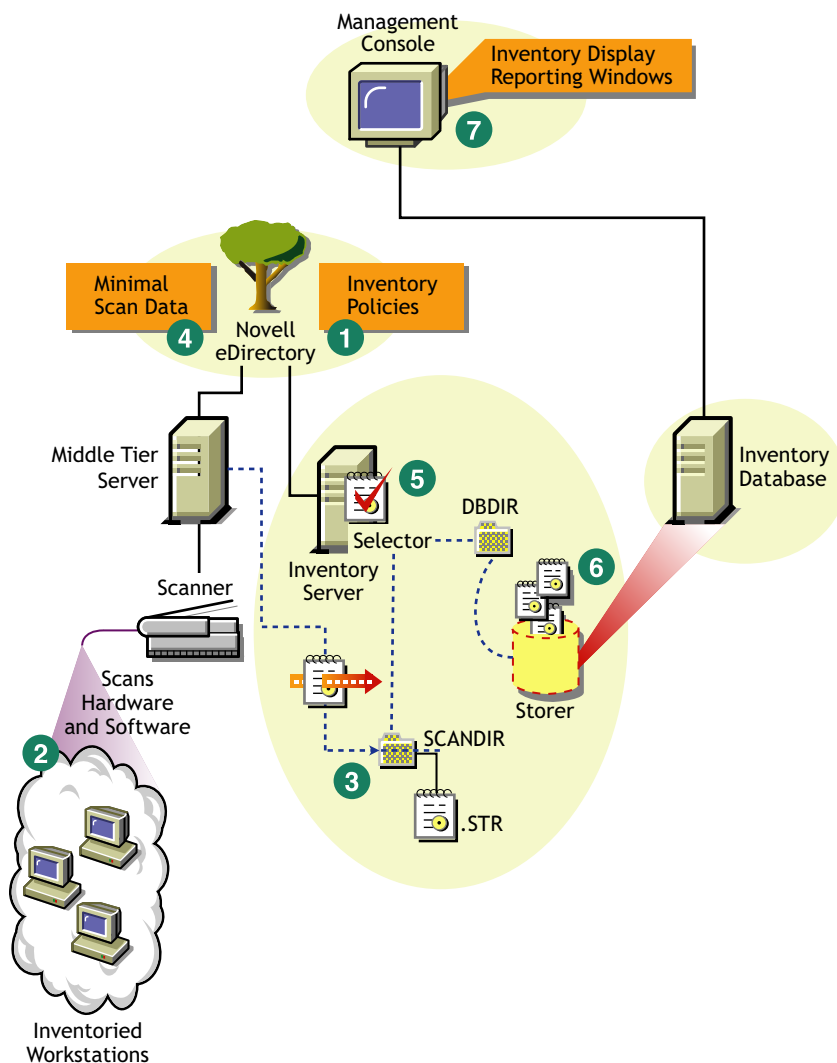 Management
Console
Inventory Display
Reporting Windows
7
Minimal
Scan Data
4
Inventory
Policies
1
Novell
eDirectory
Middle Tier
Server
5
Selector
Inventory
Server
DBDIR
6
Storer
Inventory
Database
Scanner
Scans
Hardware
and Software
2
SCANDIR
3
.STR
Inventoried
Workstations